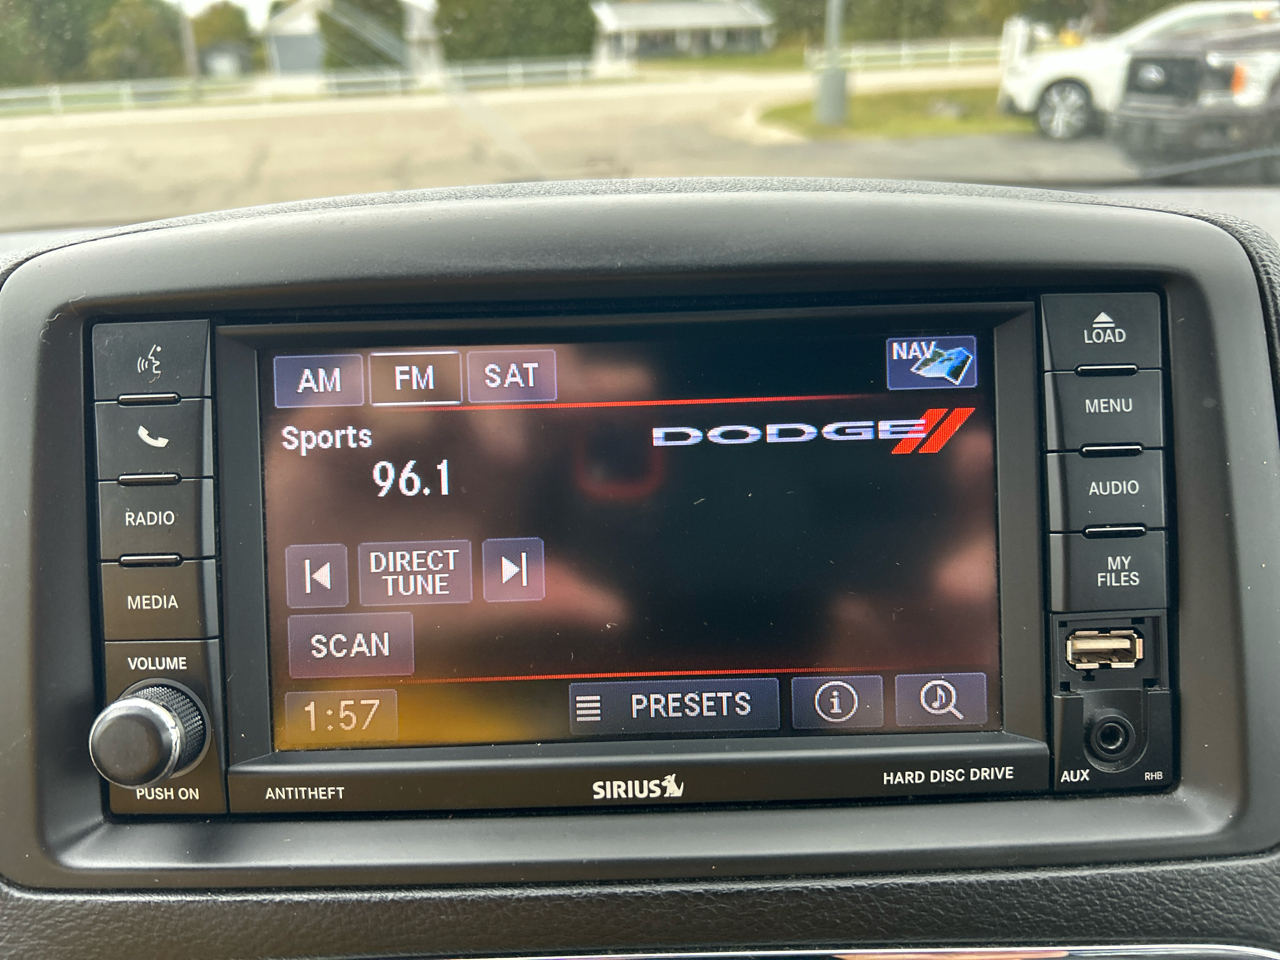 AM
FM
SAT
NAV
Sports
96.1
DODGE
DIRECT
TUNE
SCAN
1:57
PRESETS
RADIO
MEDIA
VOLUME
PUSH ON
LOAD
MENU
AUDIO
MY
FILES
AUX
RHB
ANTITHEFT
SIRIUS
HARD DISC DRIVE